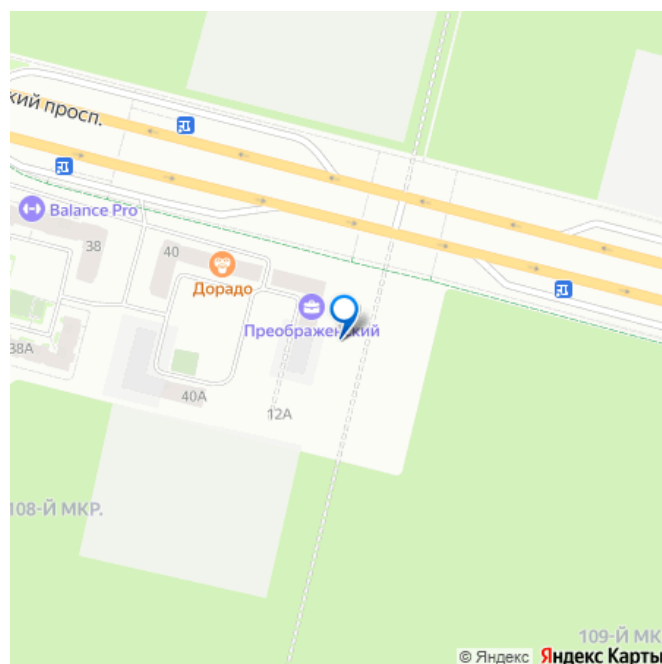 кий просп.
Balance Pro
38
40
Дорадо
Преображенский
38А
40А
12А
108-Й МКР.
109-Й МК
© Яндекс Яндекс Карты